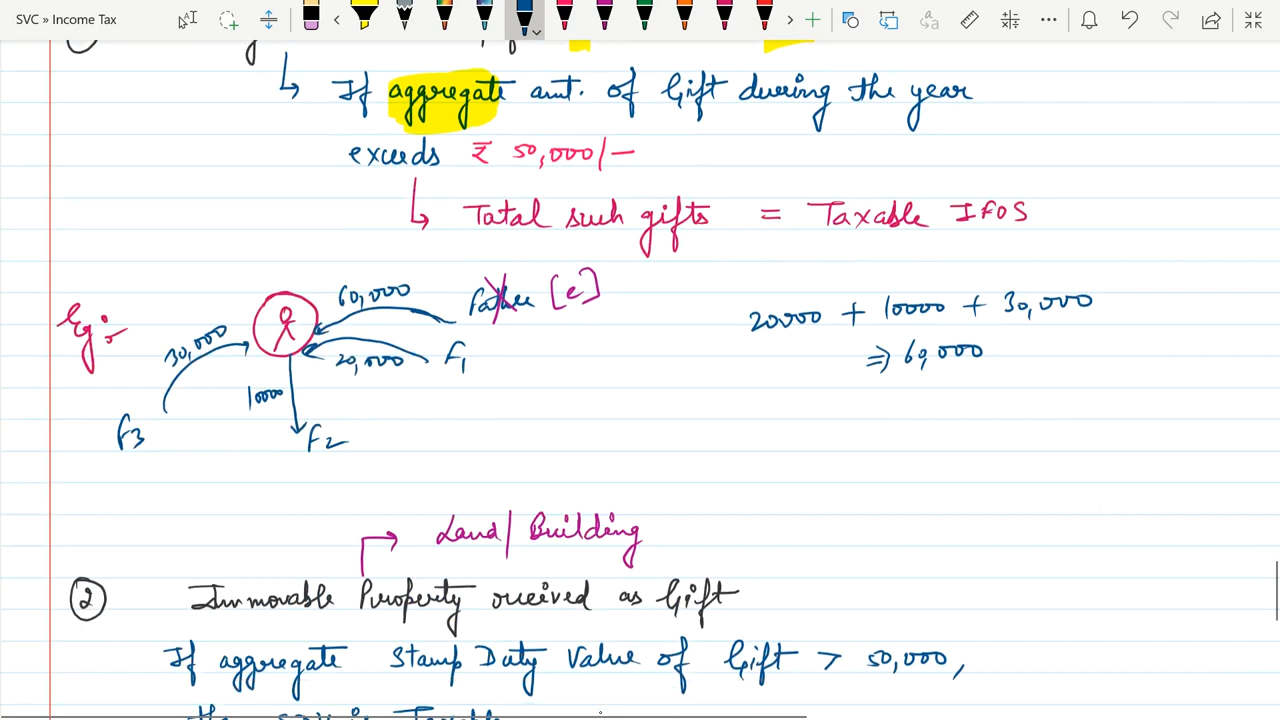 SVC » Income Tax
If aggregate amt. of Gift during the year
exceeds ₹ 50,000/-
Total such gifts = Taxable IFOS
Eg:-
60,000
Father [e]
20000 + 10000 + 30,000
30,000
20,000
F1
⇒ 60,000
10000
F3
F2
Land/Building
2 Immovable Property received as Gift
If aggregate Stamp Duty Value of Gift > 50,000,